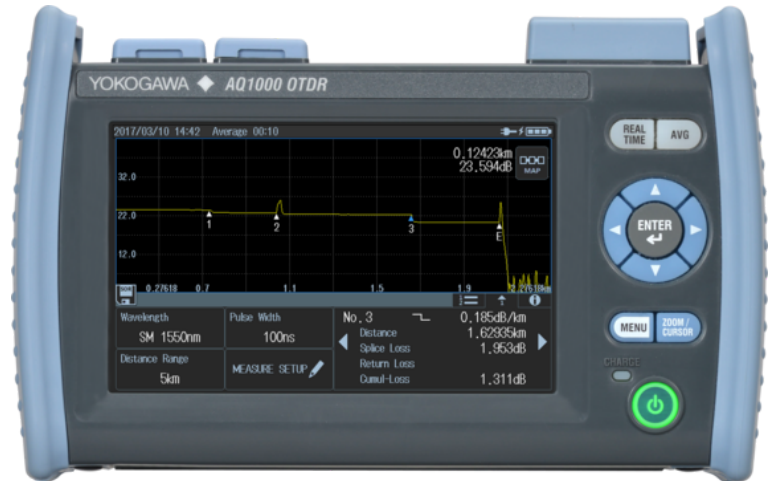 YOKOGAWA ◆ AQ1000 OTDR
2017/03/10 14:42 Average 00:10
0.12423km
23.594dB
MAP
32.0
22.0
12.0
1
2
3
E
0.27618 0.7 1.1 1.5 1.9
No.3 0.185dB/km
Wavelength
SM 1550nm
Pulse Width
100ns
Distance 1.62935km
Splice Loss 1.953dB
Return Loss
Cumul-Loss 1.311dB
Distance Range
5km
MEASURE SETUP
REAL
TIME
AVG
ENTER
MENU
ZOOM/
CURSOR
CHARGE